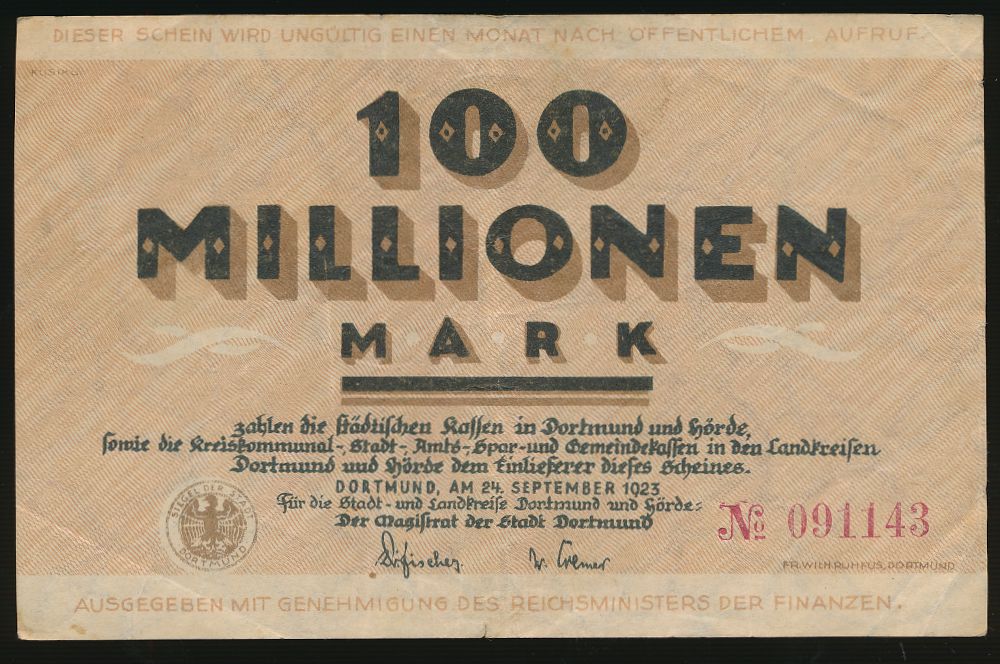 DIESER SCHEIN WIRD UNGÜLTIG EINEN MONAT NACH ÖFFENTLICHEM AUFRUF.
100
MILLIONEN
M·A·R·K
zahlen die städtischen Kassen in Dortmund und Hörde,
sowie die Kreiskommunal-, Stadt-, Amts-, Spar- und Gemeindekassen in den Landkreisen
Dortmund und Hörde dem Einlieferer dieses Scheines.
DORTMUND, AM 24. SEPTEMBER 1923
Für die Stadt- und Landkreise Dortmund und Hörde:
Der Magistrat der Stadt Dortmund
SIEGEL DER STADT DORTMUND
№ 091143
W. Cremer
FR. WILH. RUHFUS, DORTMUND
AUSGEGEBEN MIT GENEHMIGUNG DES REICHSMINISTERS DER FINANZEN.